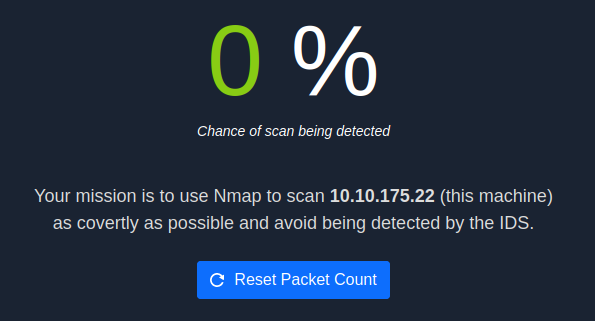 0 %
Chance of scan being detected
Your mission is to use Nmap to scan 10.10.175.22 (this machine)
as covertly as possible and avoid being detected by the IDS.
Reset Packet Count